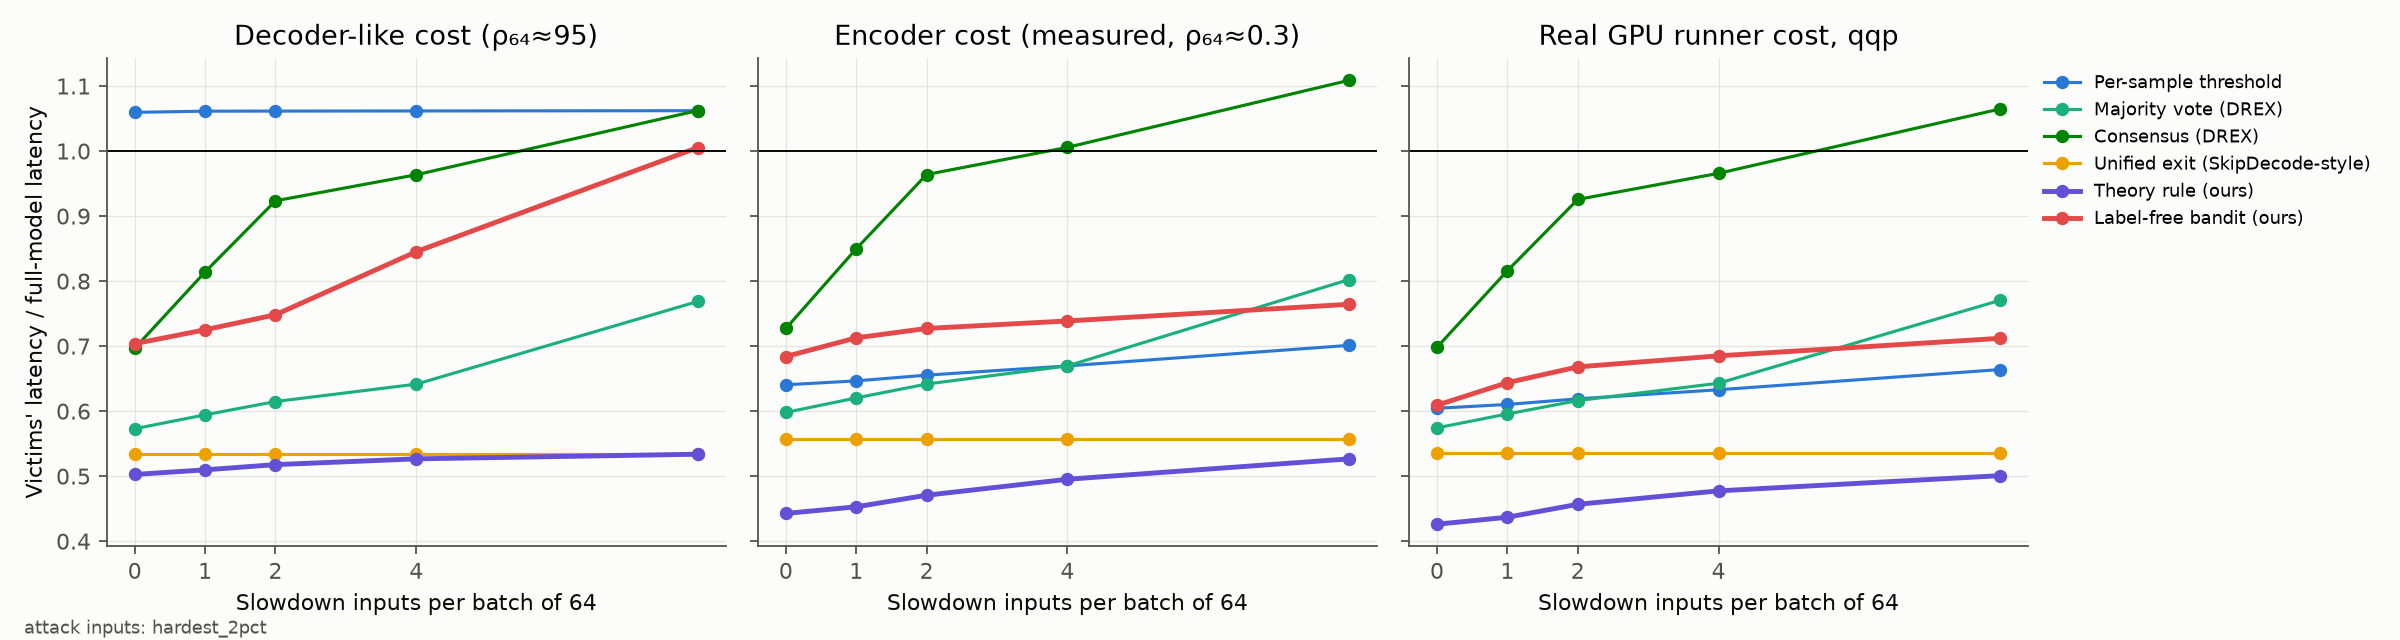 Decoder-like cost (ρ₆₄≈95)
Encoder cost (measured, ρ₆₄≈0.3)
Real GPU runner cost, qqp
Victims' latency / full-model latency
1.1
1.0
0.9
0.8
0.7
0.6
0.5
0.4
0 1 2 4
0 1 2 4
0 1 2 4
Slowdown inputs per batch of 64
Slowdown inputs per batch of 64
Slowdown inputs per batch of 64
Per-sample threshold
Majority vote (DREX)
Consensus (DREX)
Unified exit (SkipDecode-style)
Theory rule (ours)
Label-free bandit (ours)
attack inputs: hardest_2pct